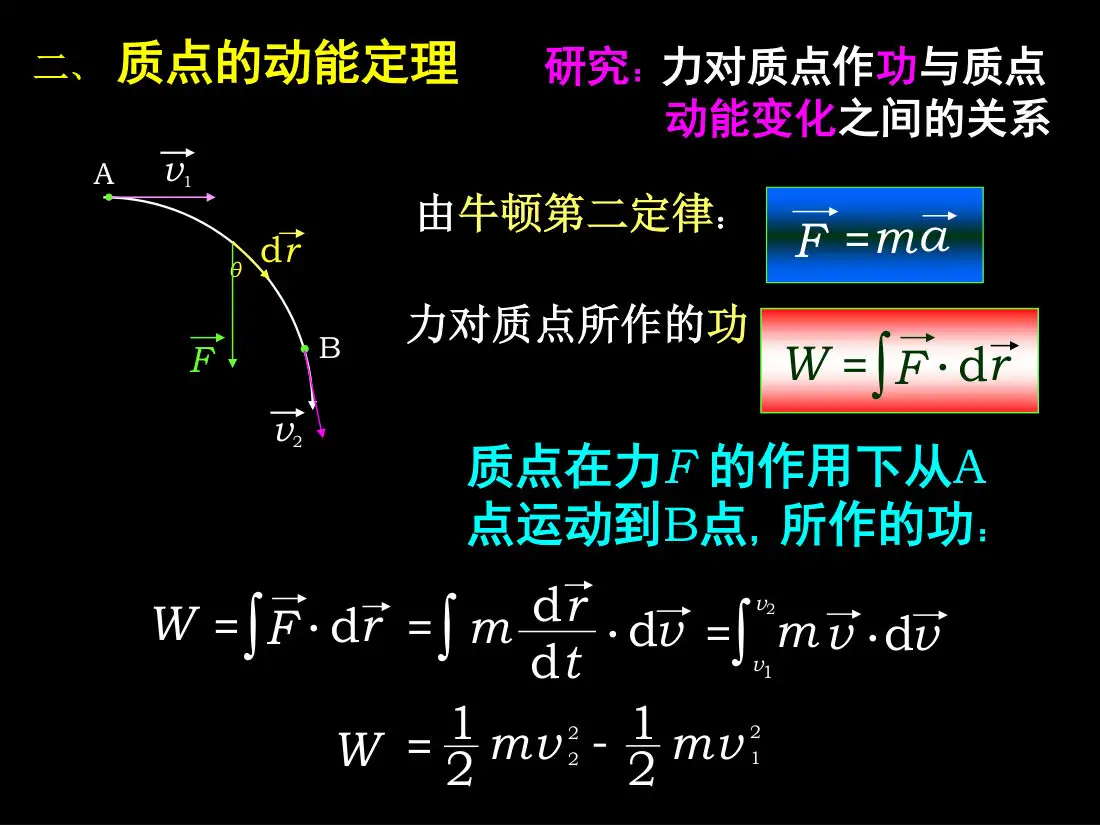 二、 质点的动能定理
研究：力对质点作功与质点
动能变化之间的关系
A
v⃗₁
dr⃗
θ
F⃗
B
v⃗₂
由牛顿第二定律：
F⃗ = ma⃗
力对质点所作的功
W = ∫ F⃗ · dr⃗
质点在力F 的作用下从A
点运动到B点, 所作的功：
W = ∫ F⃗ · dr⃗ = ∫ m dr⃗/dt · dv⃗ = ∫_{v₁}^{v₂} m v⃗ · dv⃗
W = 1/2 mv₂² - 1/2 mv₁²